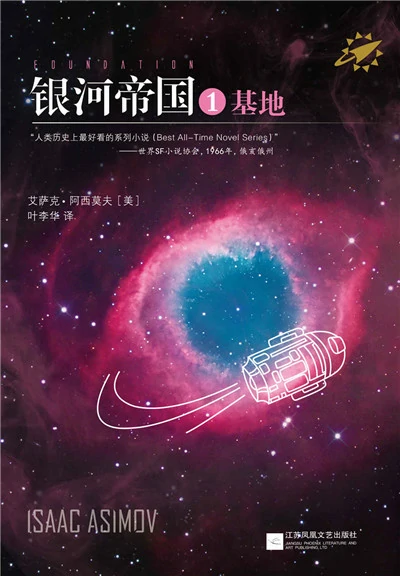 FOUNDATION
银河帝国1基地
“人类历史上最好看的系列小说(Best All-Time Novel Series)”
——世界SF小说协会,1966年,俄亥俄州
艾萨克·阿西莫夫[美]
叶李华 译
ISAAC ASIMOV
江苏凤凰文艺出版社
JIANGSU PHOENIX LITERATURE AND
ART PUBLISHING, LTD